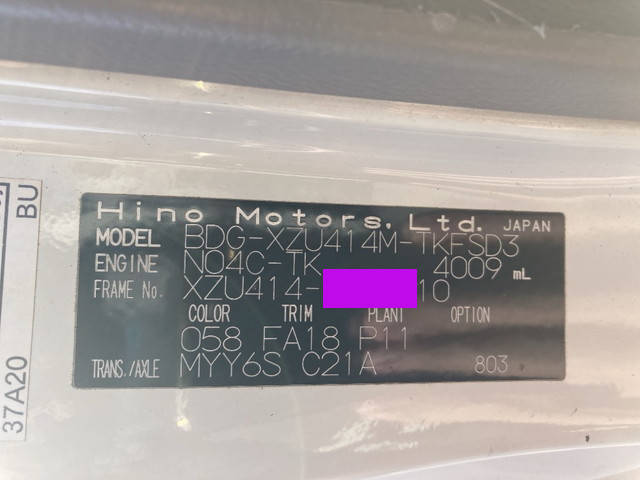 Hino Motors, Ltd. JAPAN
MODEL BDG-XZU414M-TKFSD3
ENGINE N04C-TK 4009 mL
FRAME No. XZU414- 10
COLOR TRIM PLANT OPTION
058 FA18 P11
TRANS./AXLE MYY6S C21A 803
BU
37A20